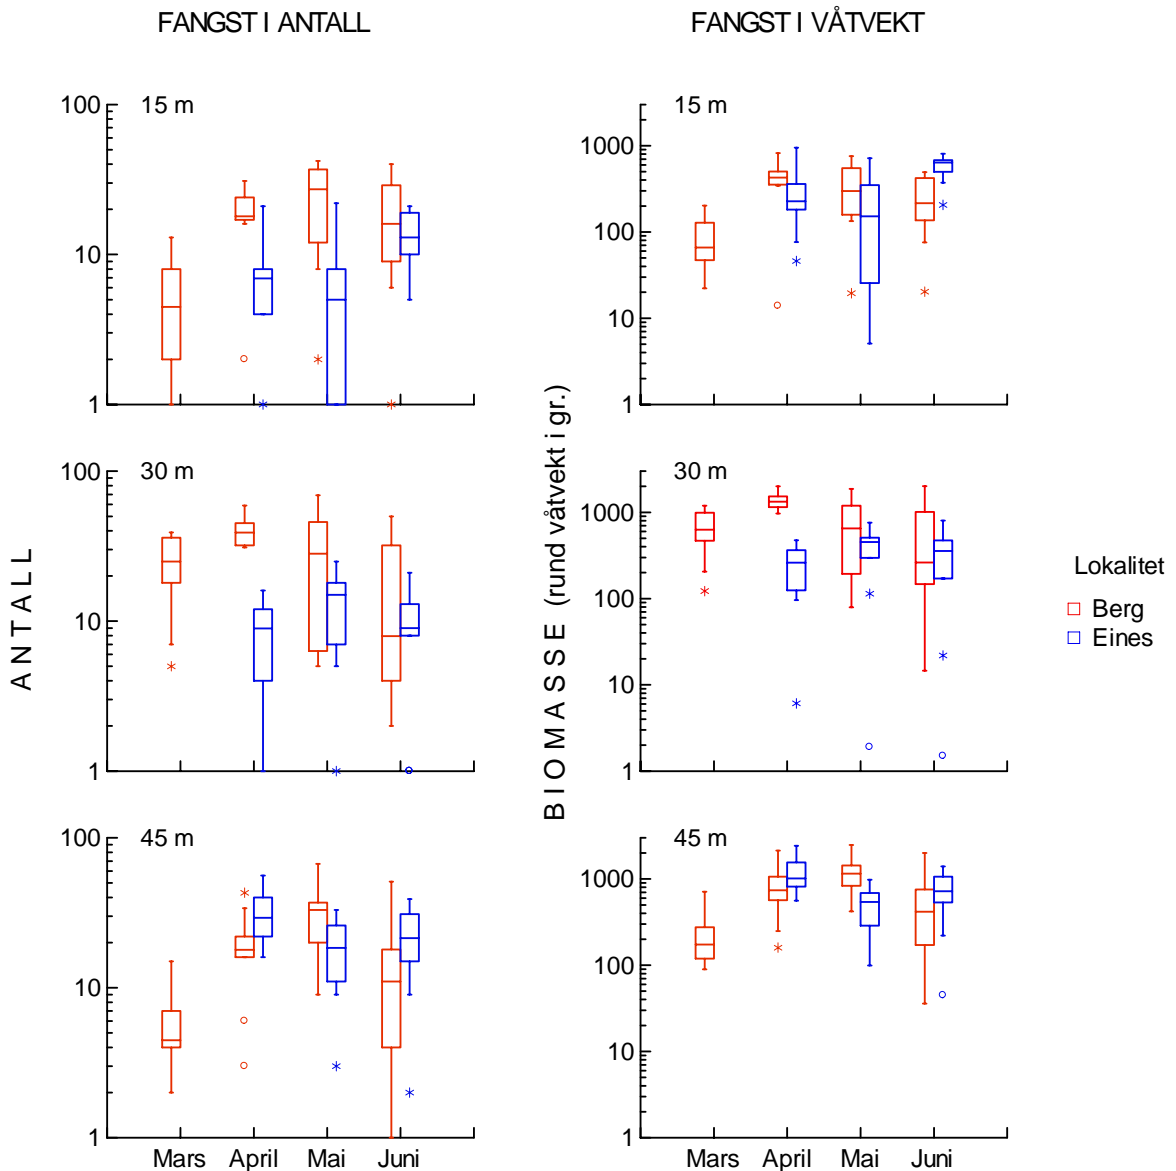 FANGST I ANTALL
FANGST I VÅTVEKT
100
15 m
10
1
1000
15 m
100
10
1
100
30 m
10
1
1000
30 m
100
10
1
100
45 m
10
1
Mars April Mai Juni
1000
45 m
100
10
1
Mars April Mai Juni
ANTALL
BIOMASSE (rund våtvekt i gr.)
Lokalitet
Berg
Eines